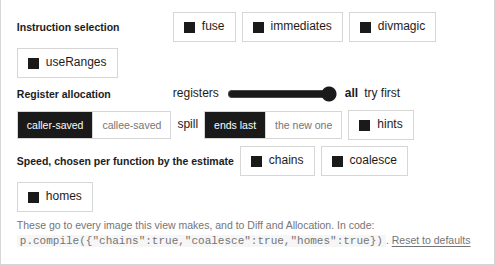 Instruction selection fuse immediates divmagic
useRanges
Register allocation registers all try first
caller-saved callee-saved spill ends last the new one hints
Speed, chosen per function by the estimate chains coalesce
homes
These go to every image this view makes, and to Diff and Allocation. In code:
p.compile({"chains":true,"coalesce":true,"homes":true}) . Reset to defaults